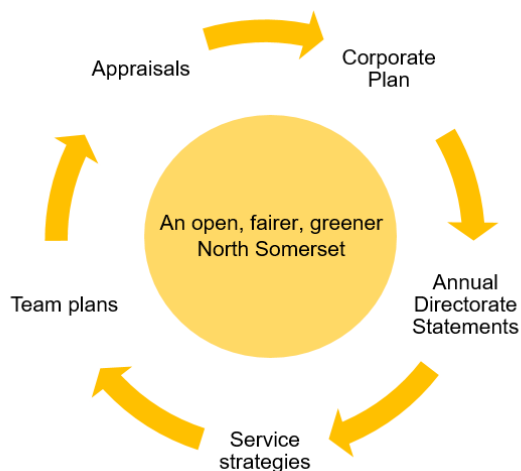 Appraisals
Corporate
Plan
An open, fairer, greener
North Somerset
Annual
Directorate
Statements
Team plans
Service
strategies